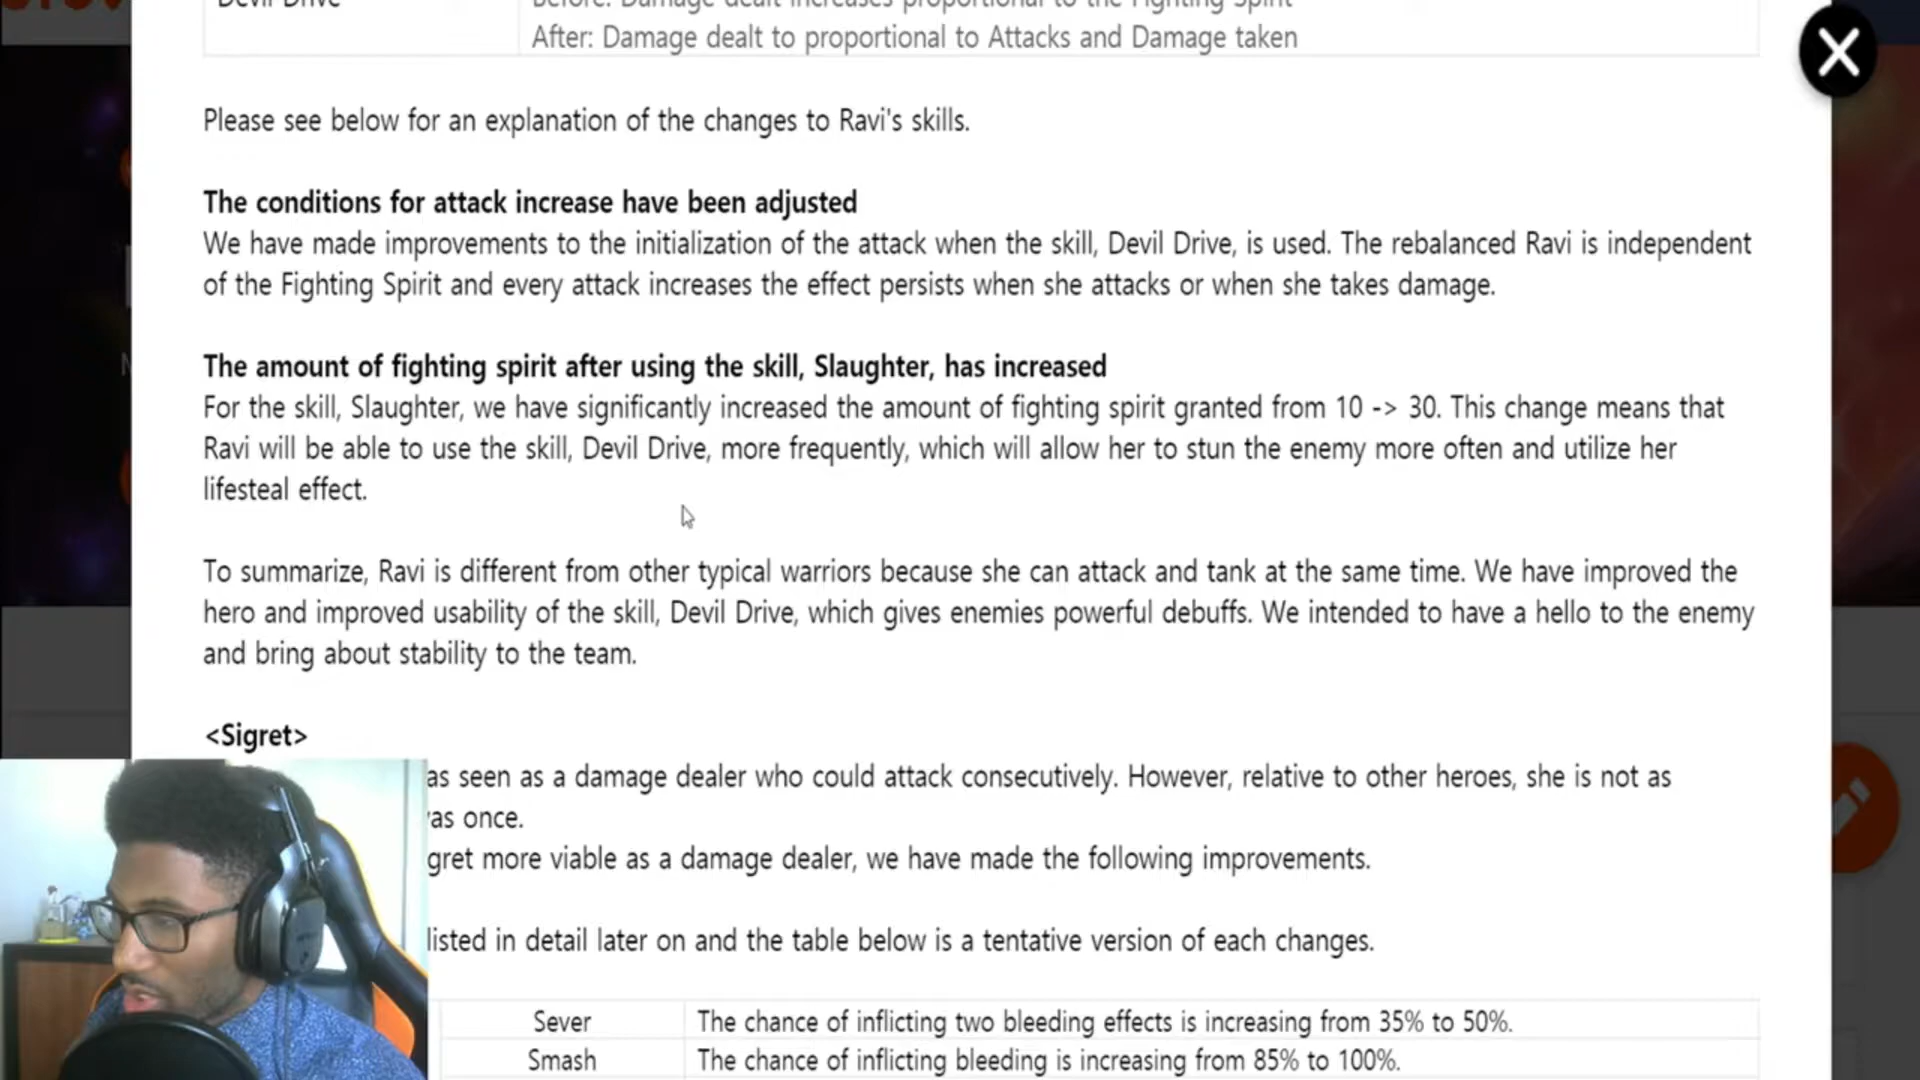 Devil Drive
Before: Damage dealt increases proportional to the Fighting Spirit
After: Damage dealt to proportional to Attacks and Damage taken
Please see below for an explanation of the changes to Ravi's skills.
The conditions for attack increase have been adjusted
We have made improvements to the initialization of the attack when the skill, Devil Drive, is used. The rebalanced Ravi is independent
of the Fighting Spirit and every attack increases the effect persists when she attacks or when she takes damage.
The amount of fighting spirit after using the skill, Slaughter, has increased
For the skill, Slaughter, we have significantly increased the amount of fighting spirit granted from 10 -> 30. This change means that
Ravi will be able to use the skill, Devil Drive, more frequently, which will allow her to stun the enemy more often and utilize her
lifesteal effect.
To summarize, Ravi is different from other typical warriors because she can attack and tank at the same time. We have improved the
hero and improved usability of the skill, Devil Drive, which gives enemies powerful debuffs. We intended to have a hello to the enemy
and bring about stability to the team.
<Sigret>
as seen as a damage dealer who could attack consecutively. However, relative to other heroes, she is not as
as once.
gret more viable as a damage dealer, we have made the following improvements.
listed in detail later on and the table below is a tentative version of each changes.
Sever The chance of inflicting two bleeding effects is increasing from 35% to 50%.
Smash The chance of inflicting bleeding is increasing from 85% to 100%.